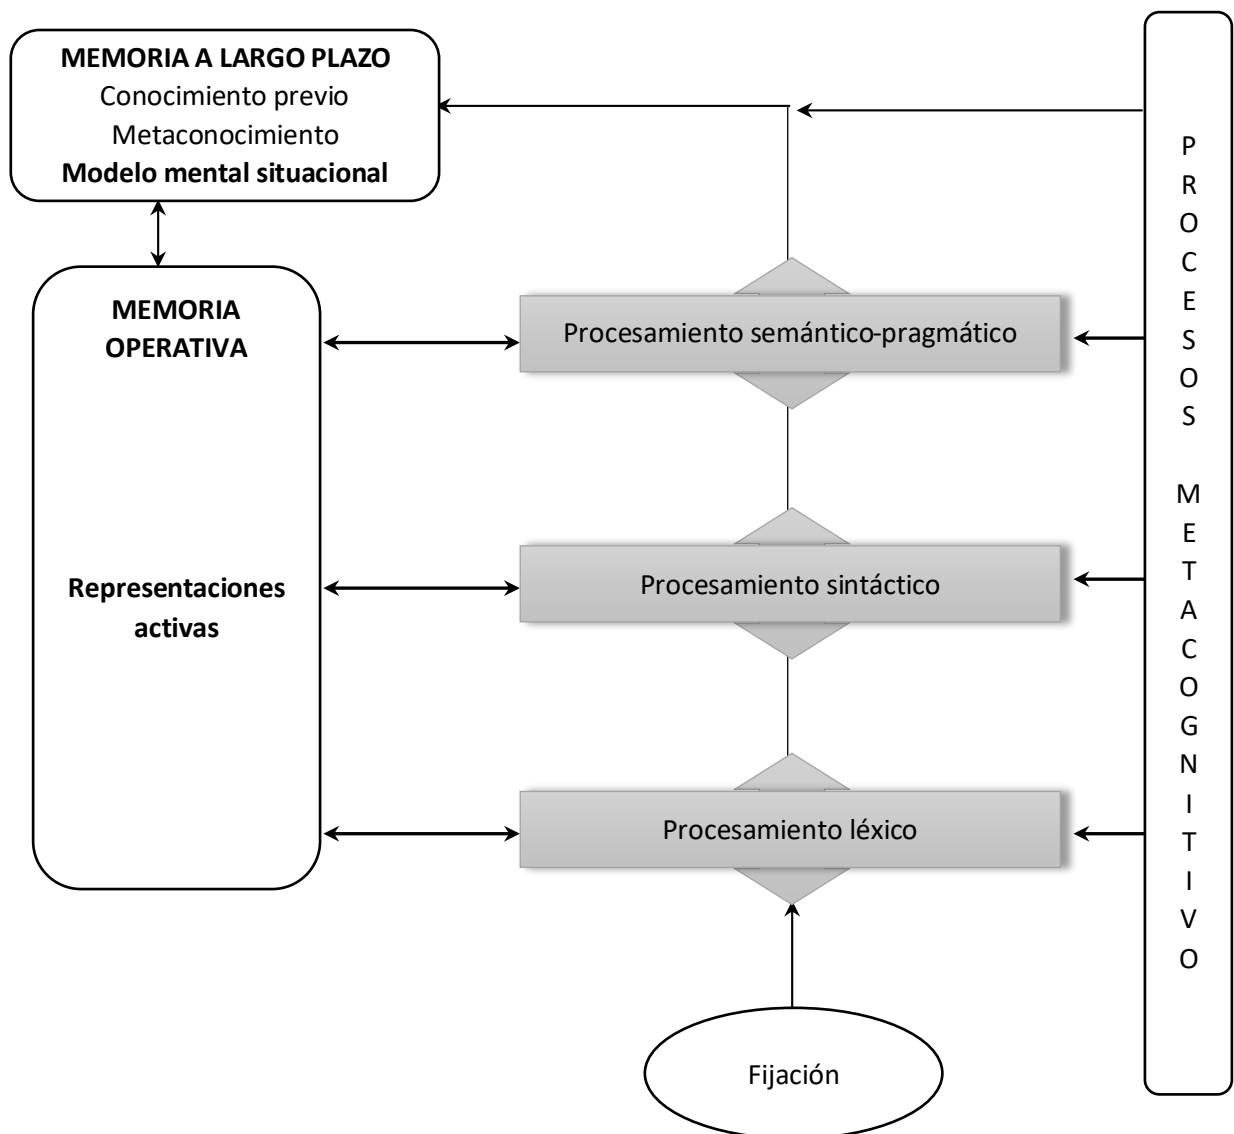 MEMORIA A LARGO PLAZO
Conocimiento previo
Metaconocimiento
Modelo mental situacional
MEMORIA
OPERATIVA
Representaciones
activas
Procesamiento semántico-pragmático
Procesamiento sintáctico
Procesamiento léxico
Fijación
P
R
O
C
E
S
O
S
M
E
T
A
C
O
G
N
I
T
I
V
O